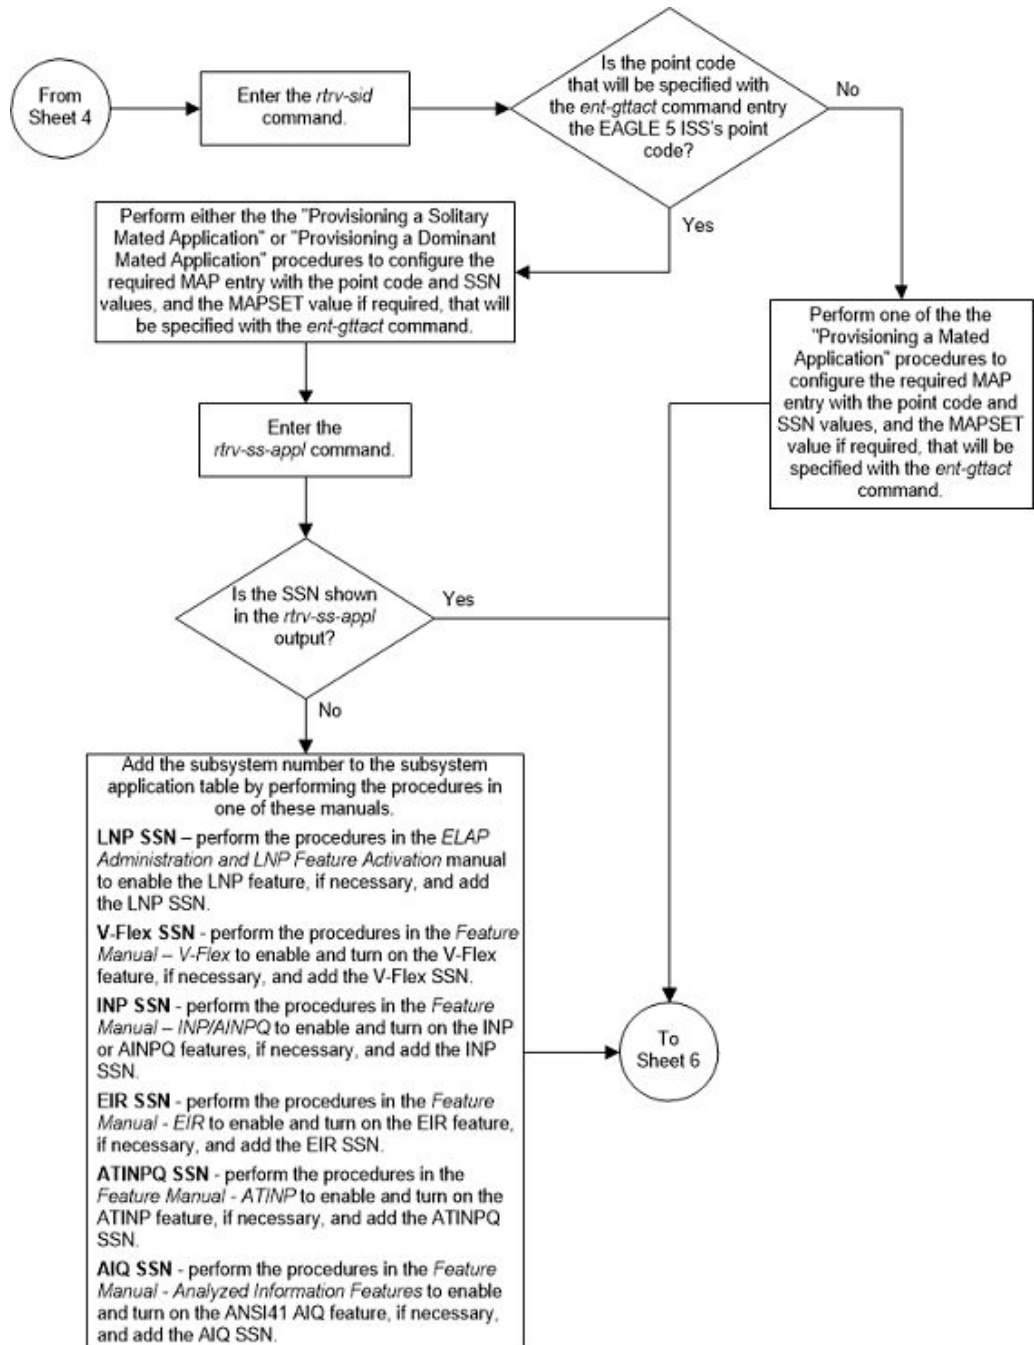 From
Sheet 4
Enter the rtrv-sid
command.
Is the point code
that will be specified with
the ent-gttact command entry
the EAGLE 5 ISS's point
code?
No
Yes
Perform either the the "Provisioning a Solitary
Mated Application" or "Provisioning a Dominant
Mated Application" procedures to configure the
required MAP entry with the point code and SSN
values, and the MAPSET value if required, that will
be specified with the ent-gttact command.
Perform one of the the
"Provisioning a Mated
Application" procedures to
configure the required MAP
entry with the point code and
SSN values, and the MAPSET
value if required, that will be
specified with the ent-gttact
command.
Enter the
rtrv-ss-appl command.
Is the SSN shown
in the rtrv-ss-appl
output?
Yes
No
Add the subsystem number to the subsystem
application table by performing the procedures in
one of these manuals.
LNP SSN – perform the procedures in the ELAP
Administration and LNP Feature Activation manual
to enable the LNP feature, if necessary, and add
the LNP SSN.
V-Flex SSN - perform the procedures in the Feature
Manual – V-Flex to enable and turn on the V-Flex
feature, if necessary, and add the V-Flex SSN.
INP SSN - perform the procedures in the Feature
Manual – INP/AINPQ to enable and turn on the INP
or AINPQ features, if necessary, and add the INP
SSN.
EIR SSN - perform the procedures in the Feature
Manual - EIR to enable and turn on the EIR feature,
if necessary, and add the EIR SSN.
ATINPQ SSN - perform the procedures in the
Feature Manual - ATINP to enable and turn on the
ATINP feature, if necessary, and add the ATINPQ
SSN.
AIQ SSN - perform the procedures in the Feature
Manual - Analyzed Information Features to enable
and turn on the ANSI41 AIQ feature, if necessary,
and add the AIQ SSN.
To
Sheet 6